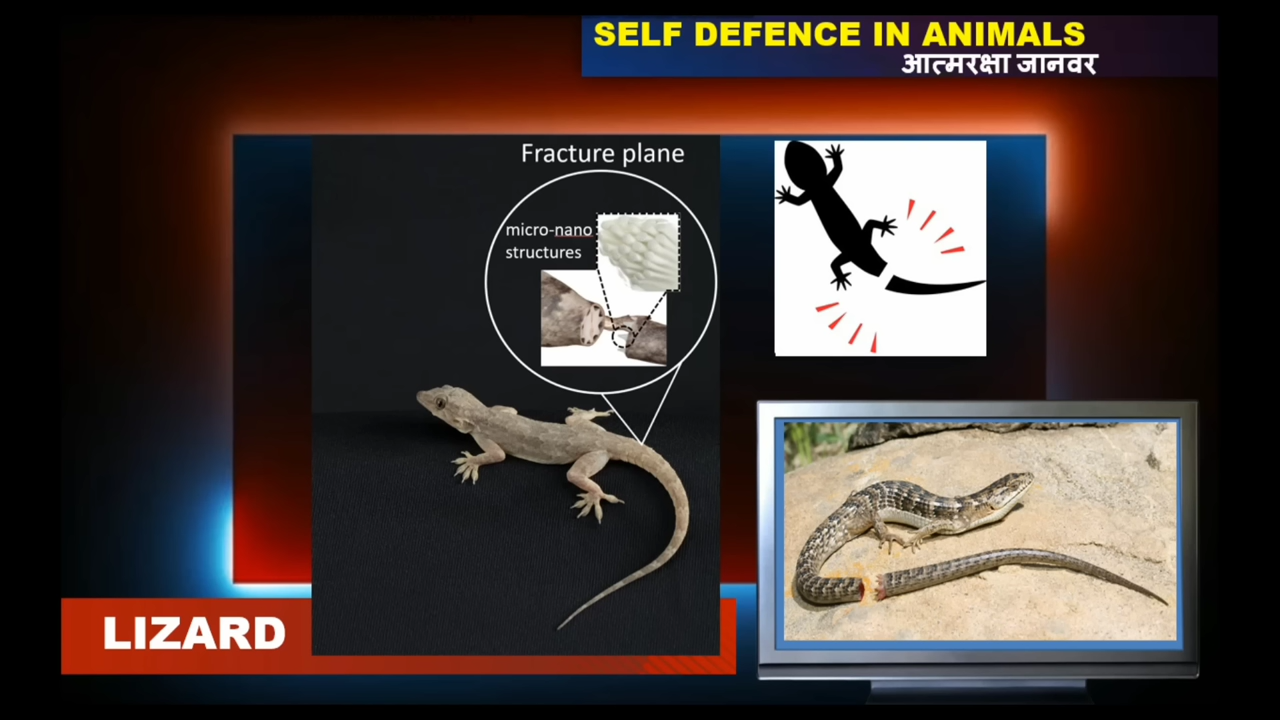 SELF DEFENCE IN ANIMALS
आत्मरक्षा जानवर
Fracture plane
micro-nano
structures
LIZARD